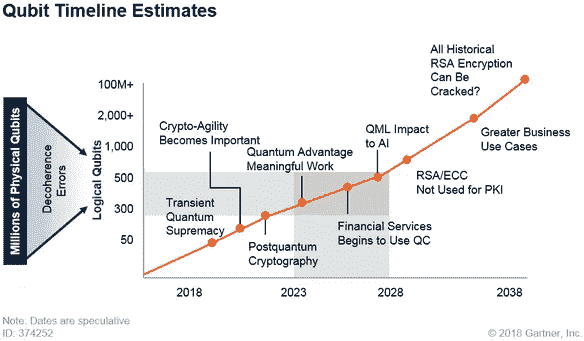 Qubit Timeline Estimates
Millions of Physical Qubits
Decoherence
Errors
Logical Qubits
100M+
2,000+
1,000
500
300
50
All Historical
RSA Encryption
Can Be
Cracked?
Crypto-Agility
Becomes Important
Quantum Advantage
Meaningful Work
QML Impact
to AI
Greater Business
Use Cases
RSA/ECC
Not Used for PKI
Transient
Quantum
Supremacy
Postquantum
Cryptography
Financial Services
Begins to Use QC
2018
2023
2028
2038
Note: Dates are speculative
ID: 374252
© 2018 Gartner, Inc.